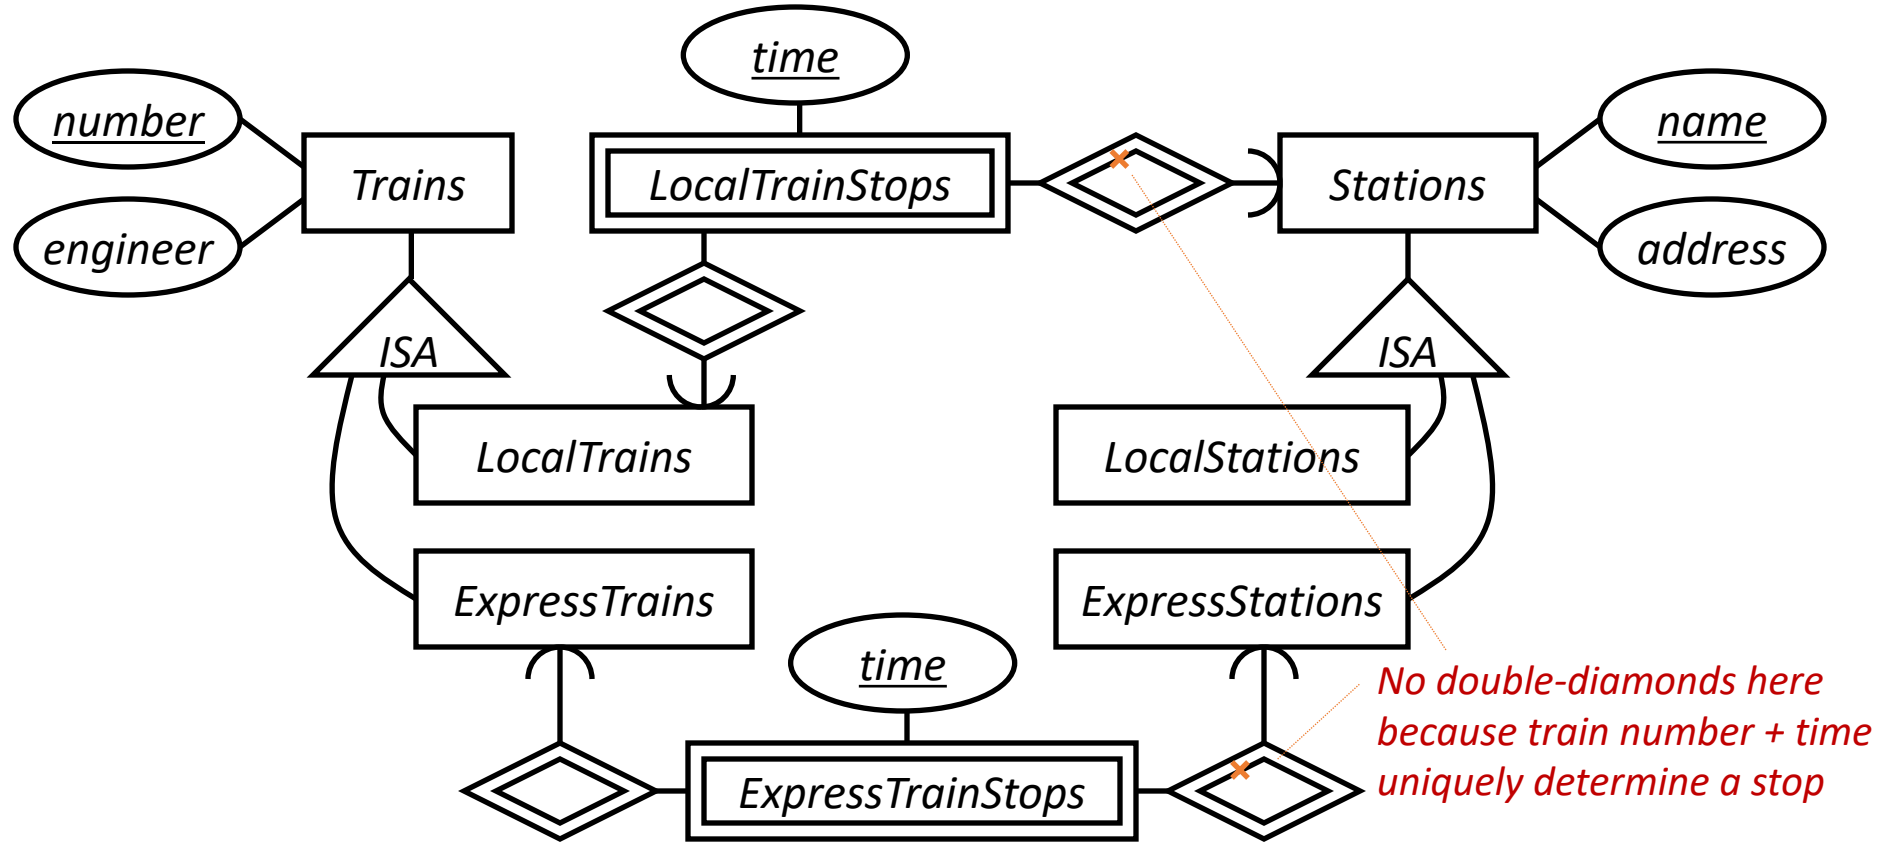 time
number
name
Trains
LocalTrainStops
Stations
engineer
address
ISA
ISA
LocalTrains
LocalStations
ExpressTrains
ExpressStations
time
No double-diamonds here
because train number + time
uniquely determine a stop
ExpressTrainStops